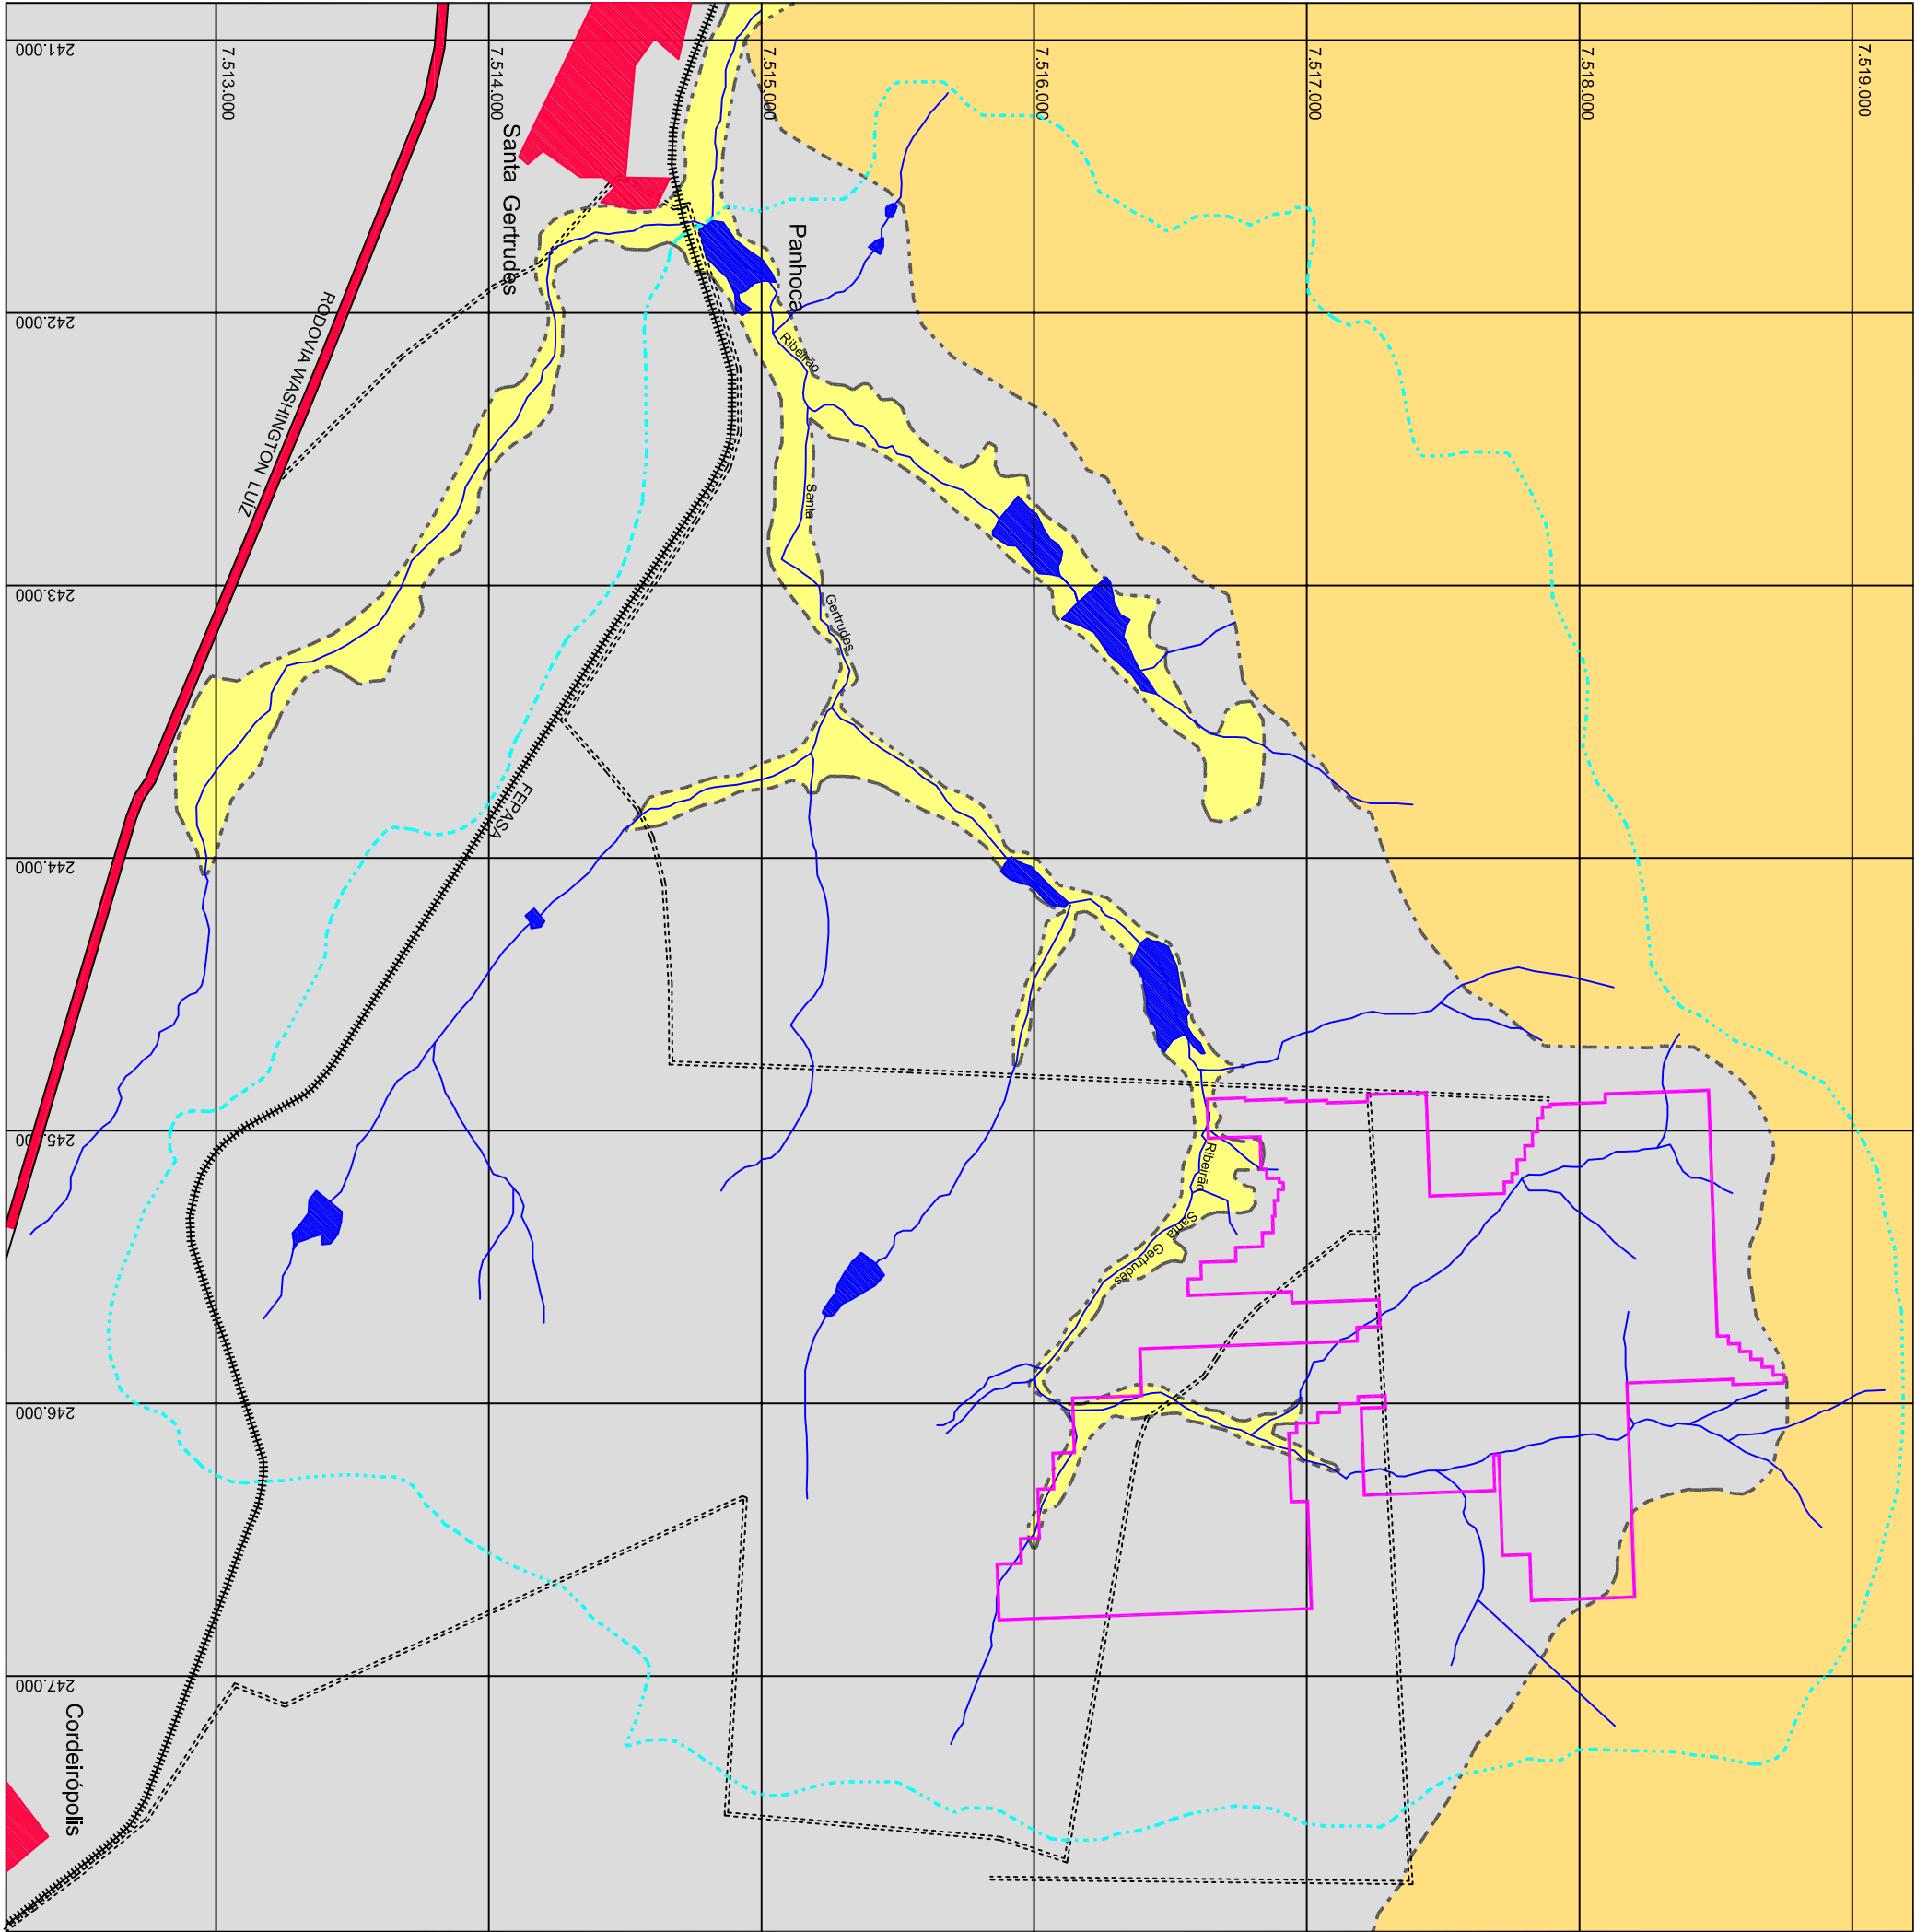 7.513.000
7.514.000
7.515.000
7.516.000
7.517.000
7.518.000
7.519.000
241.000
242.000
243.000
244.000
245.000
246.000
247.000
Santa Gertrudes
Panhoca
Ribeirão
Santa
Gertrudes
RODOVIA WASHINGTON LUÍZ
FEPASA
Ribeirão
Santa
Gertrudes
Cordeirópolis